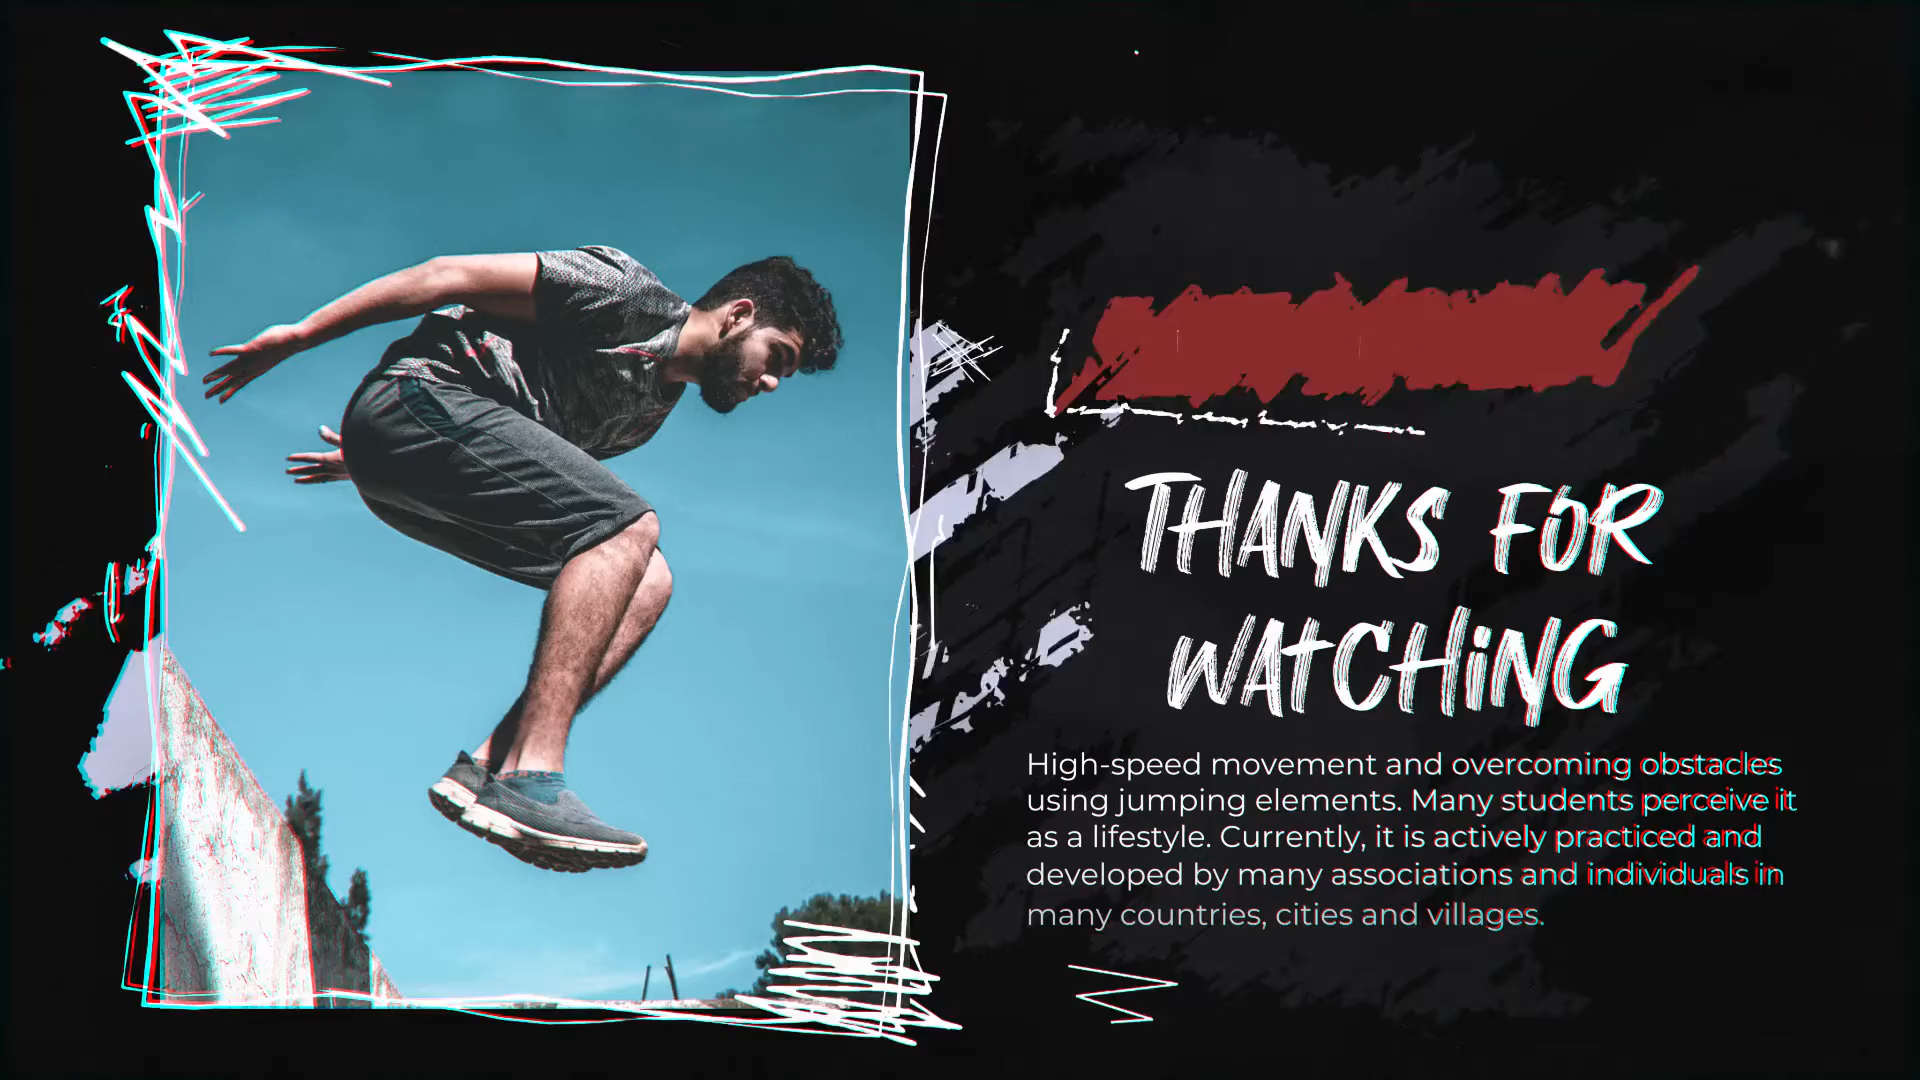 THANKS FOR
WATCHING
High-speed movement and overcoming obstacles
using jumping elements. Many students perceive it
as a lifestyle. Currently, it is actively practiced and
developed by many associations and individuals in
many countries, cities and villages.